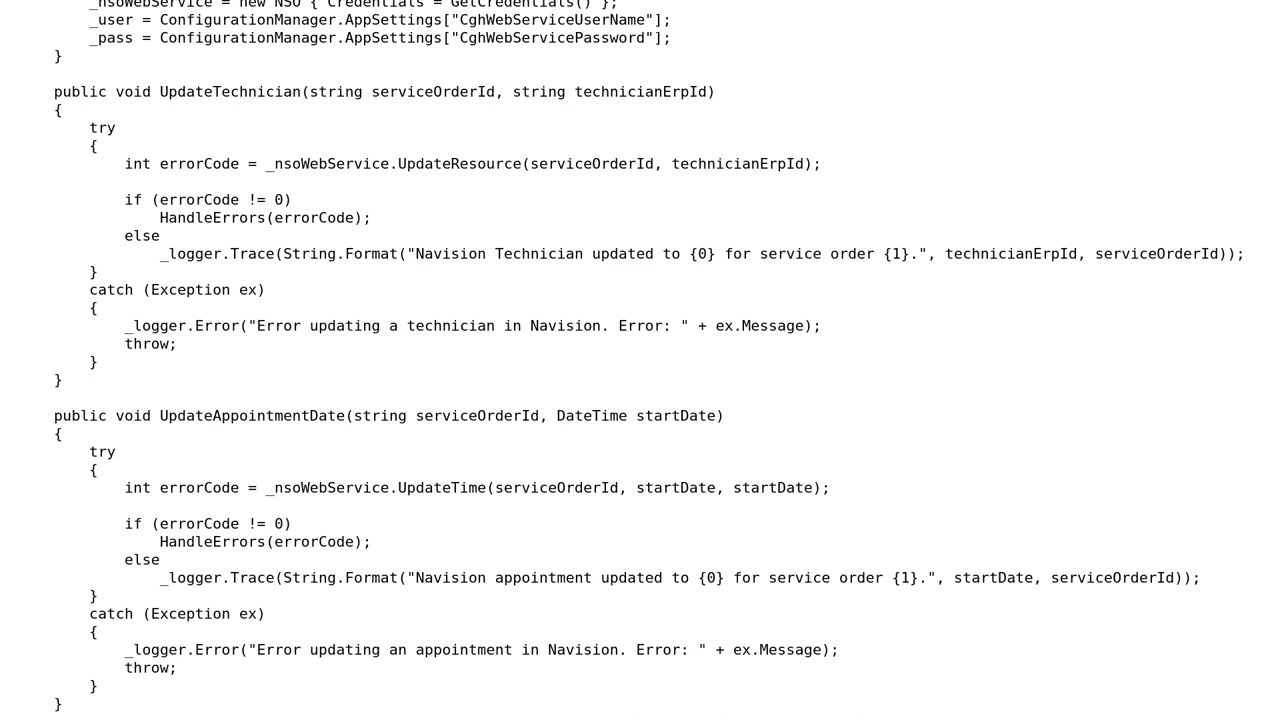 _nsoWebService = new NSO { Credentials = GetCredentials() };
_user = ConfigurationManager.AppSettings["CghWebServiceUserName"];
_pass = ConfigurationManager.AppSettings["CghWebServicePassword"];
}
public void UpdateTechnician(string serviceOrderId, string technicianErpId)
{
try
{
int errorCode = _nsoWebService.UpdateResource(serviceOrderId, technicianErpId);
if (errorCode != 0)
HandleErrors(errorCode);
else
_logger.Trace(String.Format("Navision Technician updated to {0} for service order {1}.", technicianErpId, serviceOrderId));
}
catch (Exception ex)
{
_logger.Error("Error updating a technician in Navision. Error: " + ex.Message);
throw;
}
}
public void UpdateAppointmentDate(string serviceOrderId, DateTime startDate)
{
try
{
int errorCode = _nsoWebService.UpdateTime(serviceOrderId, startDate, startDate);
if (errorCode != 0)
HandleErrors(errorCode);
else
_logger.Trace(String.Format("Navision appointment updated to {0} for service order {1}.", startDate, serviceOrderId));
}
catch (Exception ex)
{
_logger.Error("Error updating an appointment in Navision. Error: " + ex.Message);
throw;
}
}